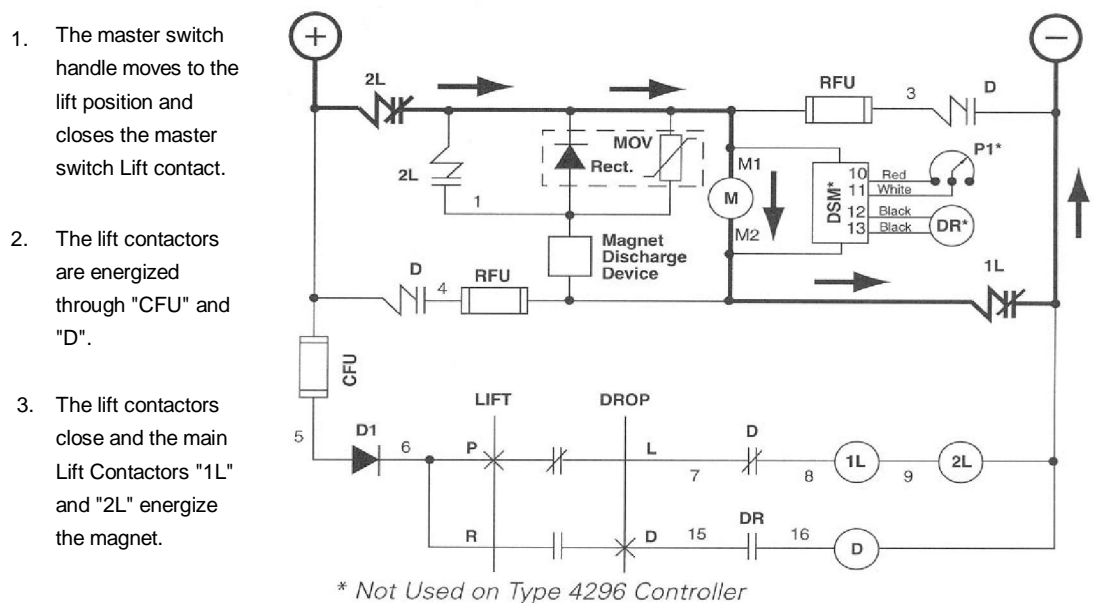 1. The master switch
handle moves to the
lift position and
closes the master
switch Lift contact.
2. The lift contactors
are energized
through "CFU" and
"D".
3. The lift contactors
close and the main
Lift Contactors "1L"
and "2L" energize
the magnet.
+
−
2L
RFU
3
D
MOV
Rect.
2L
1
M1
M
M2
DSM*
10 Red
11 White
12 Black
13 Black
P1*
DR*
Magnet
Discharge
Device
D
4
RFU
1L
CFU
LIFT
DROP
5
D1
6
P
L
7
D
8
1L
9
2L
R
D
15
DR
16
D
* Not Used on Type 4296 Controller